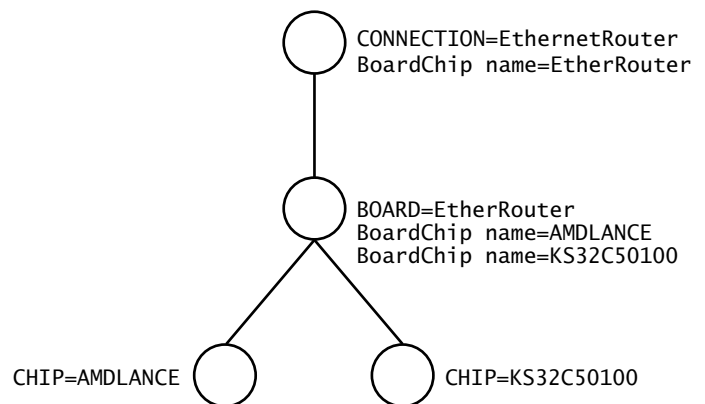 CONNECTION=EthernetRouter
BoardChip name=EtherRouter
BOARD=EtherRouter
BoardChip name=AMDLANCE
BoardChip name=KS32C50100
CHIP=AMDLANCE
CHIP=KS32C50100